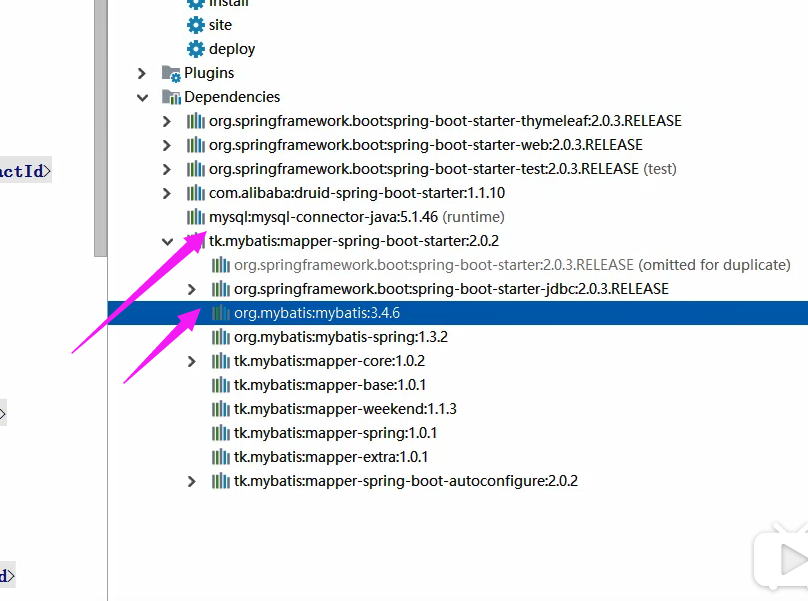 install
site
deploy
Plugins
Dependencies
org.springframework.boot:spring-boot-starter-thymeleaf:2.0.3.RELEASE
org.springframework.boot:spring-boot-starter-web:2.0.3.RELEASE
actId>
org.springframework.boot:spring-boot-starter-test:2.0.3.RELEASE (test)
com.alibaba:druid-spring-boot-starter:1.1.10
mysql:mysql-connector-java:5.1.46 (runtime)
tk.mybatis:mapper-spring-boot-starter:2.0.2
org.springframework.boot:spring-boot-starter:2.0.3.RELEASE (omitted for duplicate)
org.springframework.boot:spring-boot-starter-jdbc:2.0.3.RELEASE
org.mybatis:mybatis:3.4.6
org.mybatis:mybatis-spring:1.3.2
tk.mybatis:mapper-core:1.0.2
tk.mybatis:mapper-base:1.0.1
>
tk.mybatis:mapper-weekend:1.1.3
tk.mybatis:mapper-spring:1.0.1
tk.mybatis:mapper-extra:1.0.1
tk.mybatis:mapper-spring-boot-autoconfigure:2.0.2
d>